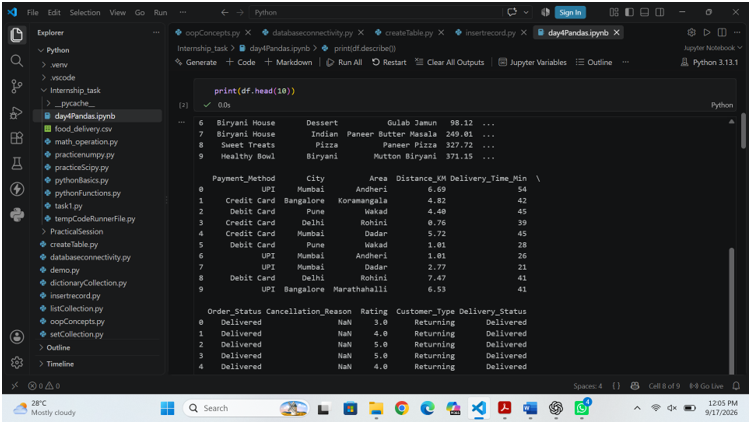 File Edit Selection View Go Run ··· Python Sign In
Explorer ···
oopConcepts.py databaseconnectivity.py createTable.py insertrecord.py day4Pandas.ipynb
Internship_task > day4Pandas.ipynb > print(df.describe())
Jupyter Notebook
Generate + Code + Markdown Run All Restart Clear All Outputs Jupyter Variables Outline ··· Python 3.13.1
Python
.venv
.vscode
Internship_task
__pycache__
day4Pandas.ipynb
food_delivery.csv
math_operation.py
practicenumpy.py
practiceScipy.py
pythonBasics.py
pythonFunctions.py
task1.py
tempCodeRunnerFile.py
PracticalSession
createTable.py
databaseconnectivity.py
demo.py
dictionaryCollection.py
insertrecord.py
listCollection.py
oopConcepts.py
setCollection.py
Outline
Timeline
print(df.head(10))
[2] 0.0s Python
6 Biryani House Dessert Gulab Jamun 98.12 ...
7 Biryani House Indian Paneer Butter Masala 249.01 ...
8 Sweet Treats Pizza Paneer Pizza 327.72 ...
9 Healthy Bowl Biryani Mutton Biryani 371.15 ...
Payment_Method City Area Distance_KM Delivery_Time_Min \
0 UPI Mumbai Andheri 6.69 54
1 Credit Card Bangalore Koramangala 4.82 42
2 Debit Card Pune Wakad 4.40 45
3 Credit Card Delhi Rohini 0.76 39
4 Credit Card Mumbai Dadar 5.72 45
5 Debit Card Pune Wakad 1.01 28
6 UPI Mumbai Andheri 1.01 26
7 UPI Mumbai Dadar 2.77 21
8 Debit Card Delhi Rohini 7.47 41
9 UPI Bangalore Marathahalli 6.53 41
Order_Status Cancellation_Reason Rating Customer_Type Delivery_Status
0 Delivered NaN 3.0 Returning Delivered
1 Delivered NaN 4.0 Returning Delivered
2 Delivered NaN 5.0 Returning Delivered
3 Delivered NaN 5.0 Returning Delivered
4 Delivered NaN 4.0 Returning Delivered
0 0 Spaces: 4 { } Cell 8 of 9 Go Live
28°C
Mostly cloudy
Search
4
12:05 PM
9/17/2026